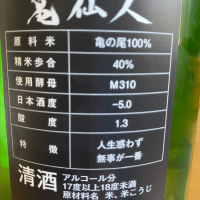 亀仙人
原料米 亀の尾100%
精米歩合 40%
使用酵母 M310
日本酒度 -5.0
酸度 1.3
特徴 人生惑わず
無事が一番
清酒 アルコール分
17度以上18度未満
原材料名 米、米こうじ